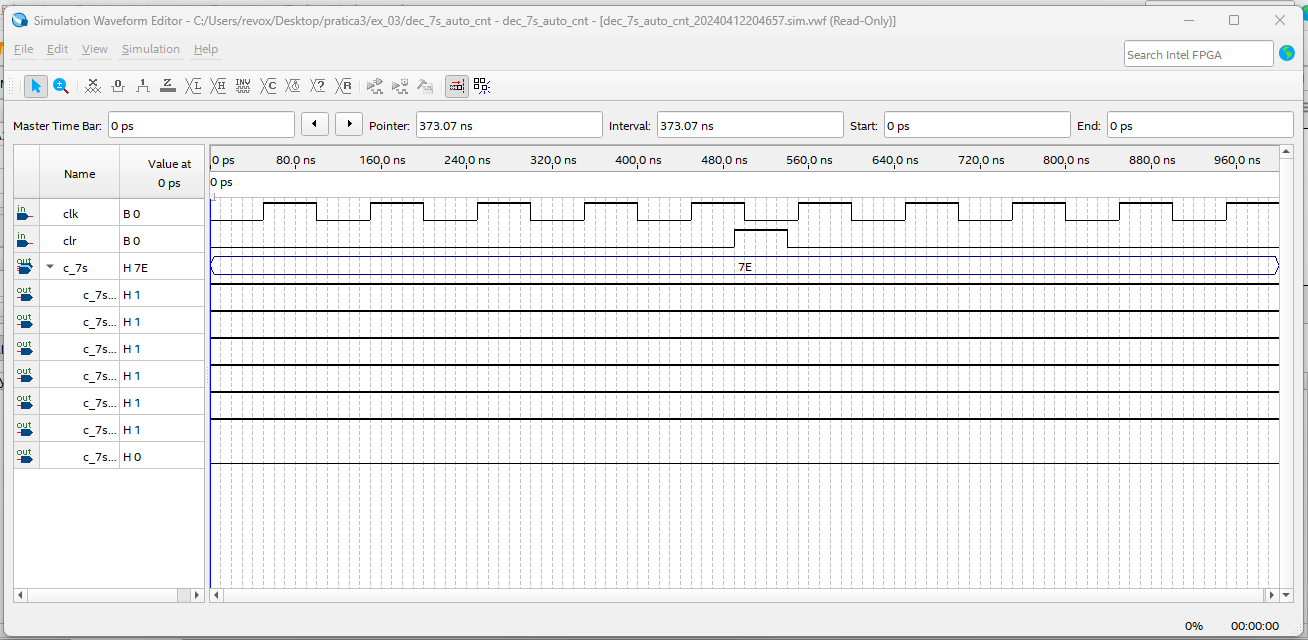 Simulation Waveform Editor - C:/Users/revox/Desktop/pratica3/ex_03/dec_7s_auto_cnt - dec_7s_auto_cnt - [dec_7s_auto_cnt_20240412204657.sim.vwf (Read-Only)]
File Edit View Simulation Help
Search Intel FPGA
Master Time Bar: 0 ps Pointer: 373.07 ns Interval: 373.07 ns Start: 0 ps End: 0 ps
Name Value at 0 ps
0 ps 80.0 ns 160.0 ns 240.0 ns 320.0 ns 400.0 ns 480.0 ns 560.0 ns 640.0 ns 720.0 ns 800.0 ns 880.0 ns 960.0 ns
0 ps
in clk B 0
in clr B 0
out c_7s H 7E 7E
out c_7s... H 1
out c_7s... H 1
out c_7s... H 1
out c_7s... H 1
out c_7s... H 1
out c_7s... H 1
out c_7s... H 0
0% 00:00:00